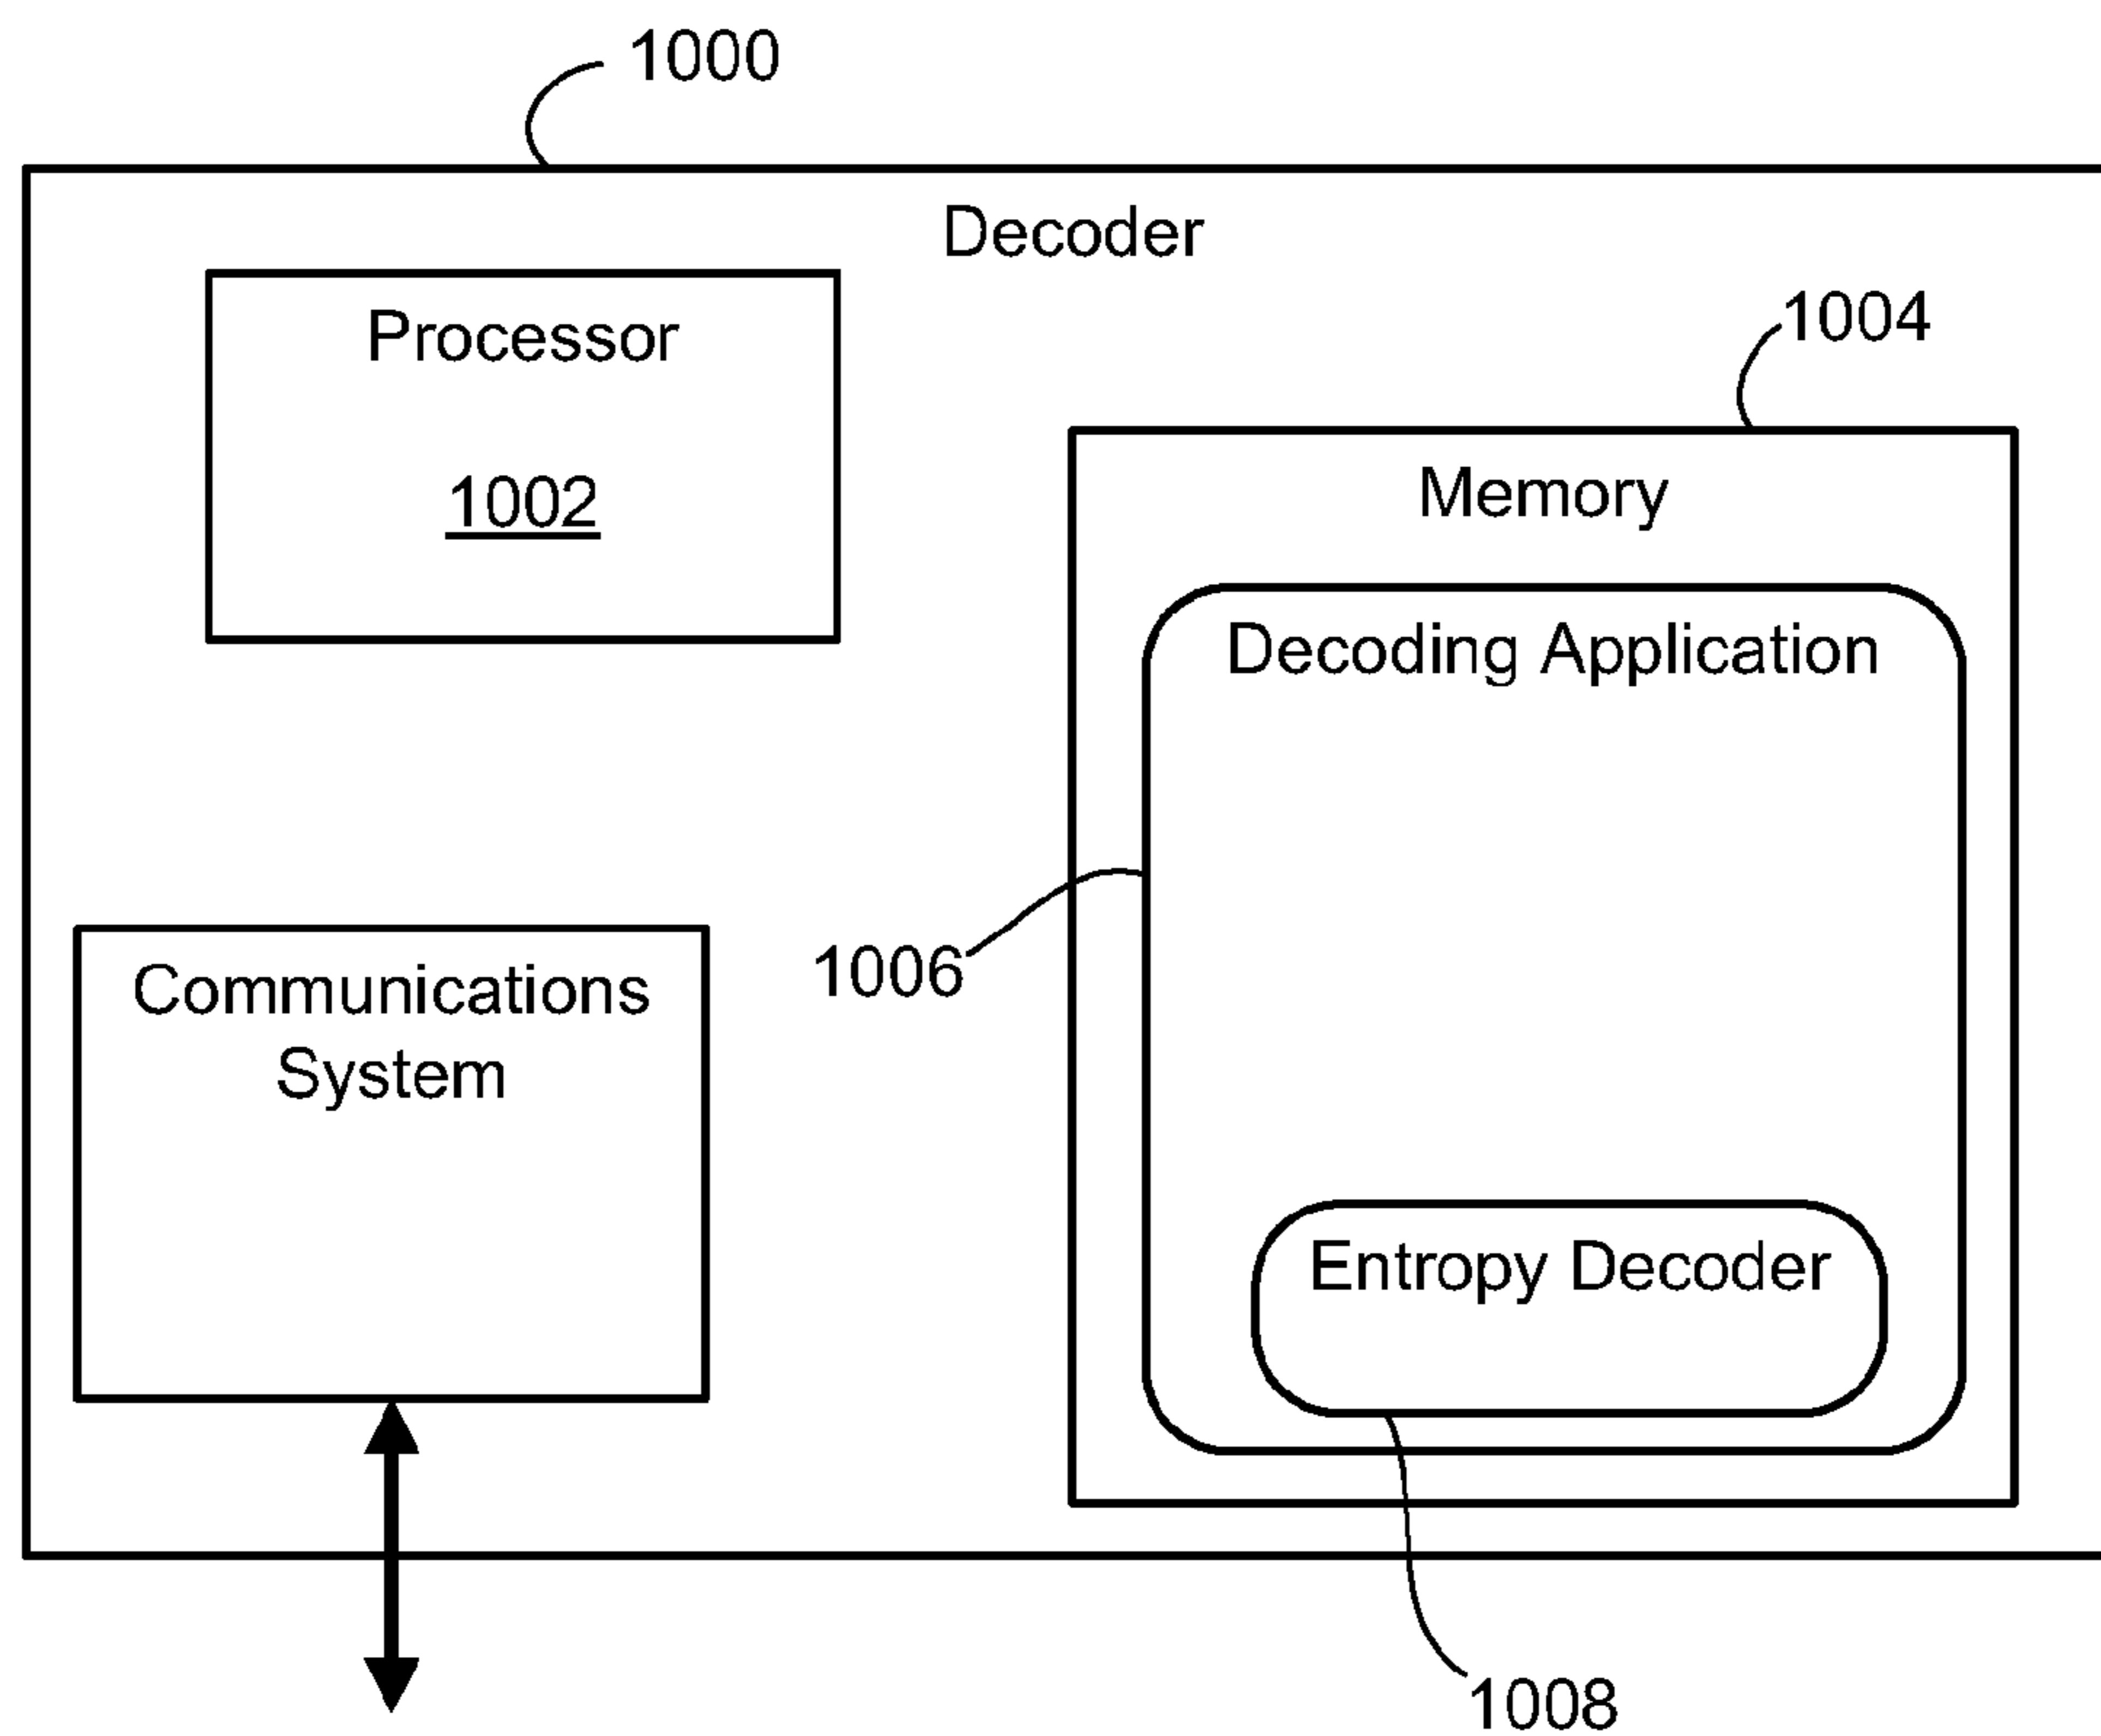 1000
Decoder
Processor
1002
1004
Memory
Decoding Application
1006
Communications
System
Entropy Decoder
1008